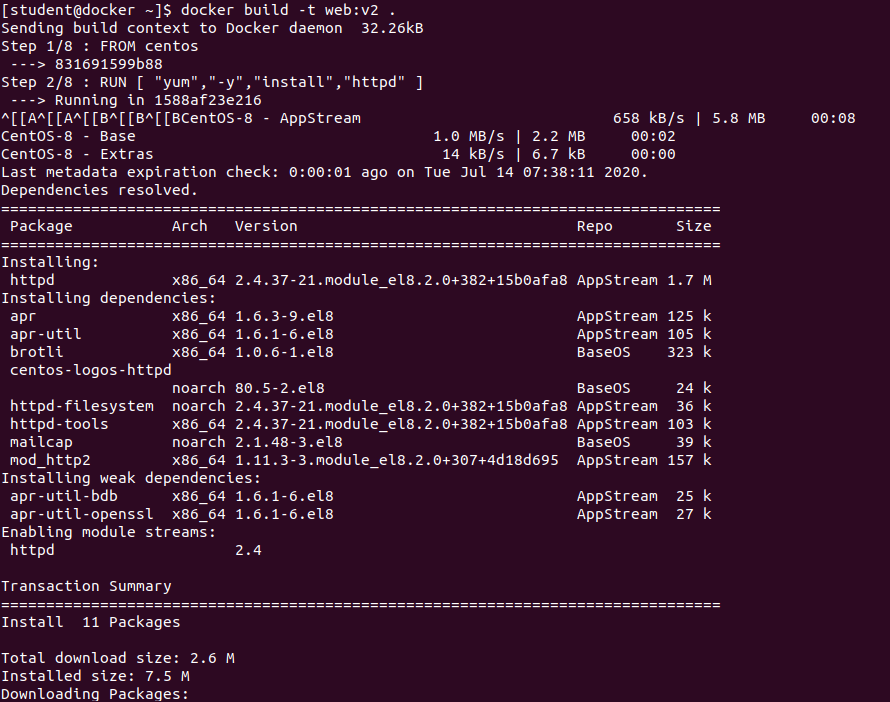 [student@docker ~]$ docker build -t web:v2 .
Sending build context to Docker daemon  32.26kB
Step 1/8 : FROM centos
 ---> 831691599b88
Step 2/8 : RUN [ "yum","-y","install","httpd" ]
 ---> Running in 1588af23e216
^[[A^[[A^[[B^[[B^[[BCentOS-8 - AppStream                            658 kB/s | 5.8 MB     00:08
CentOS-8 - Base                                 1.0 MB/s | 2.2 MB     00:02
CentOS-8 - Extras                                14 kB/s | 6.7 kB     00:00
Last metadata expiration check: 0:00:01 ago on Tue Jul 14 07:38:11 2020.
Dependencies resolved.
================================================================================
 Package           Arch   Version                               Repo       Size
================================================================================
Installing:
 httpd             x86_64 2.4.37-21.module_el8.2.0+382+15b0afa8 AppStream 1.7 M
Installing dependencies:
 apr               x86_64 1.6.3-9.el8                           AppStream 125 k
 apr-util          x86_64 1.6.1-6.el8                           AppStream 105 k
 brotli            x86_64 1.0.6-1.el8                           BaseOS    323 k
 centos-logos-httpd
                   noarch 80.5-2.el8                            BaseOS     24 k
 httpd-filesystem  noarch 2.4.37-21.module_el8.2.0+382+15b0afa8 AppStream  36 k
 httpd-tools       x86_64 2.4.37-21.module_el8.2.0+382+15b0afa8 AppStream 103 k
 mailcap           noarch 2.1.48-3.el8                          BaseOS     39 k
 mod_http2         x86_64 1.11.3-3.module_el8.2.0+307+4d18d695  AppStream 157 k
Installing weak dependencies:
 apr-util-bdb      x86_64 1.6.1-6.el8                           AppStream  25 k
 apr-util-openssl  x86_64 1.6.1-6.el8                           AppStream  27 k
Enabling module streams:
 httpd                    2.4
Transaction Summary
================================================================================
Install  11 Packages
Total download size: 2.6 M
Installed size: 7.5 M
Downloading Packages: